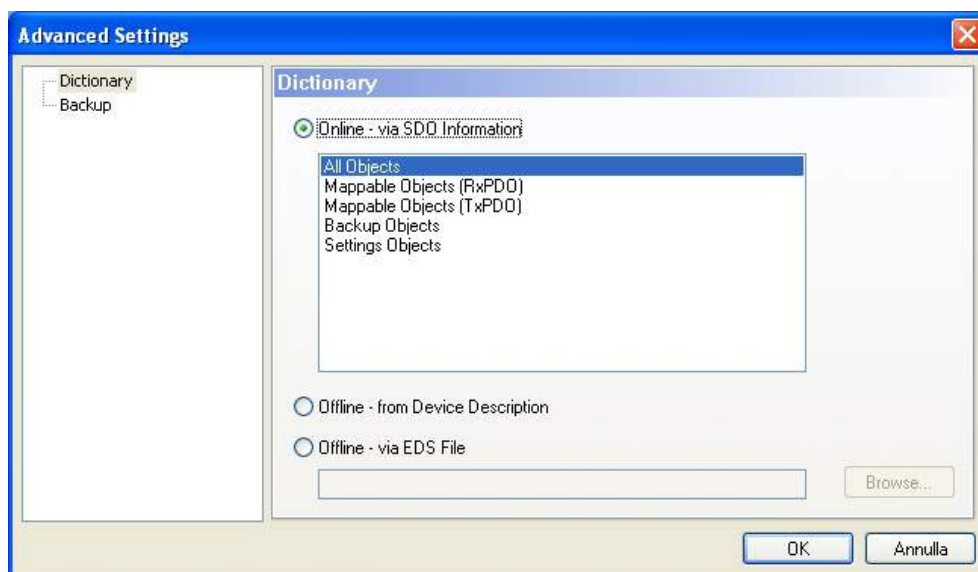 Advanced Settings
Dictionary
Backup
Dictionary
Online - via SDO Information
All Objects
Mappable Objects (RxPDO)
Mappable Objects (TxPDO)
Backup Objects
Settings Objects
Offline - from Device Description
Offline - via EDS File
Browse...
OK
Annulla